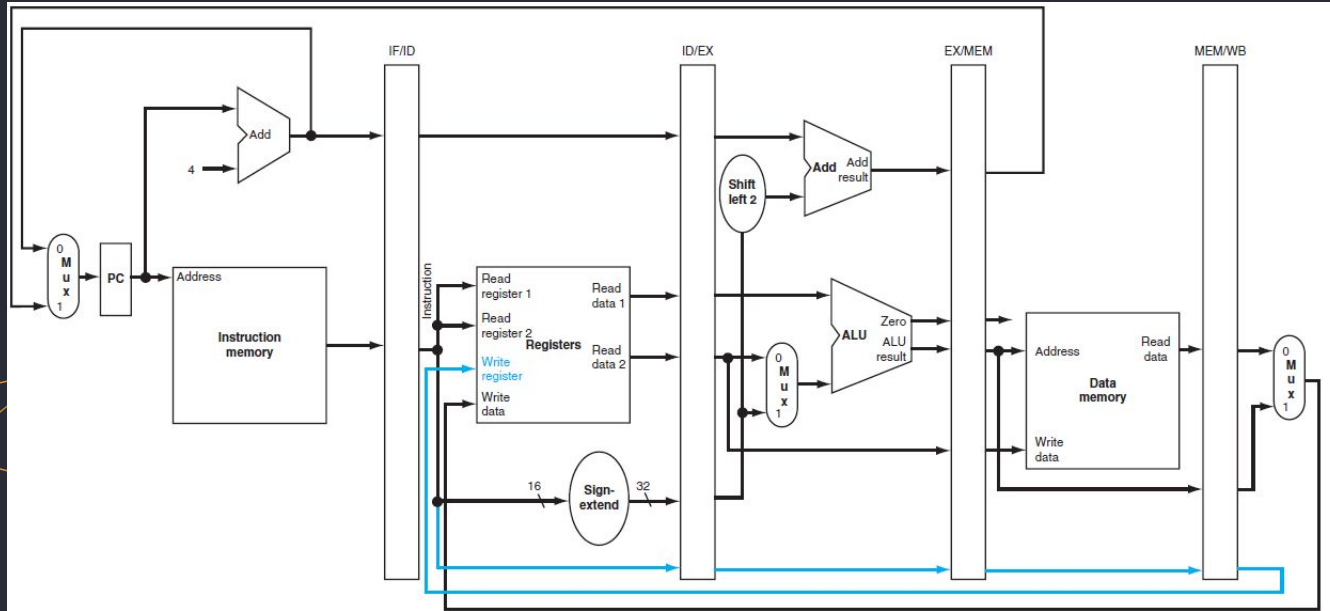 IF/ID
ID/EX
EX/MEM
MEM/WB
Add
4
Shift
left 2
Add
Add
result
0
M
u
x
1
PC
Address
Instruction
memory
Instruction
Read
register 1
Read
register 2
Write
register
Write
data
Registers
Read
data 1
Read
data 2
16
Sign-
extend
32
0
M
u
x
1
ALU
Zero
ALU
result
Address
Write
data
Data
memory
Read
data
0
M
u
x
1